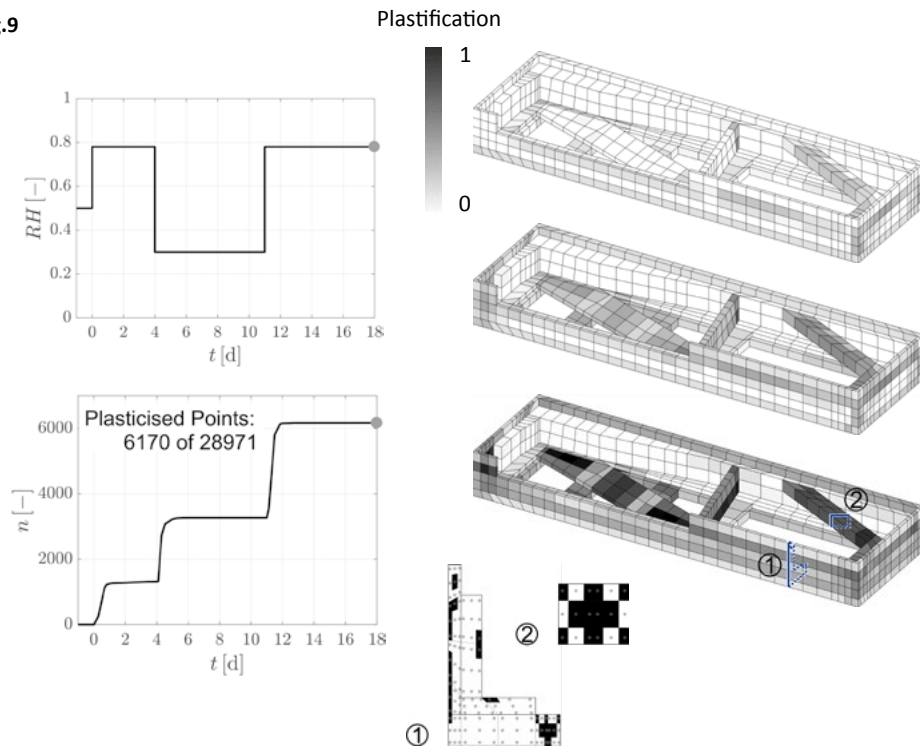 g.9
Plastification
1
0
1
0.8
0.6
0.4
0.2
0
RH [−]
0 2 4 6 8 10 12 14 16 18
t [d]
Plasticised Points:
6170 of 28971
6000
4000
2000
0
n [−]
0 2 4 6 8 10 12 14 16 18
t [d]
②
①
②
①